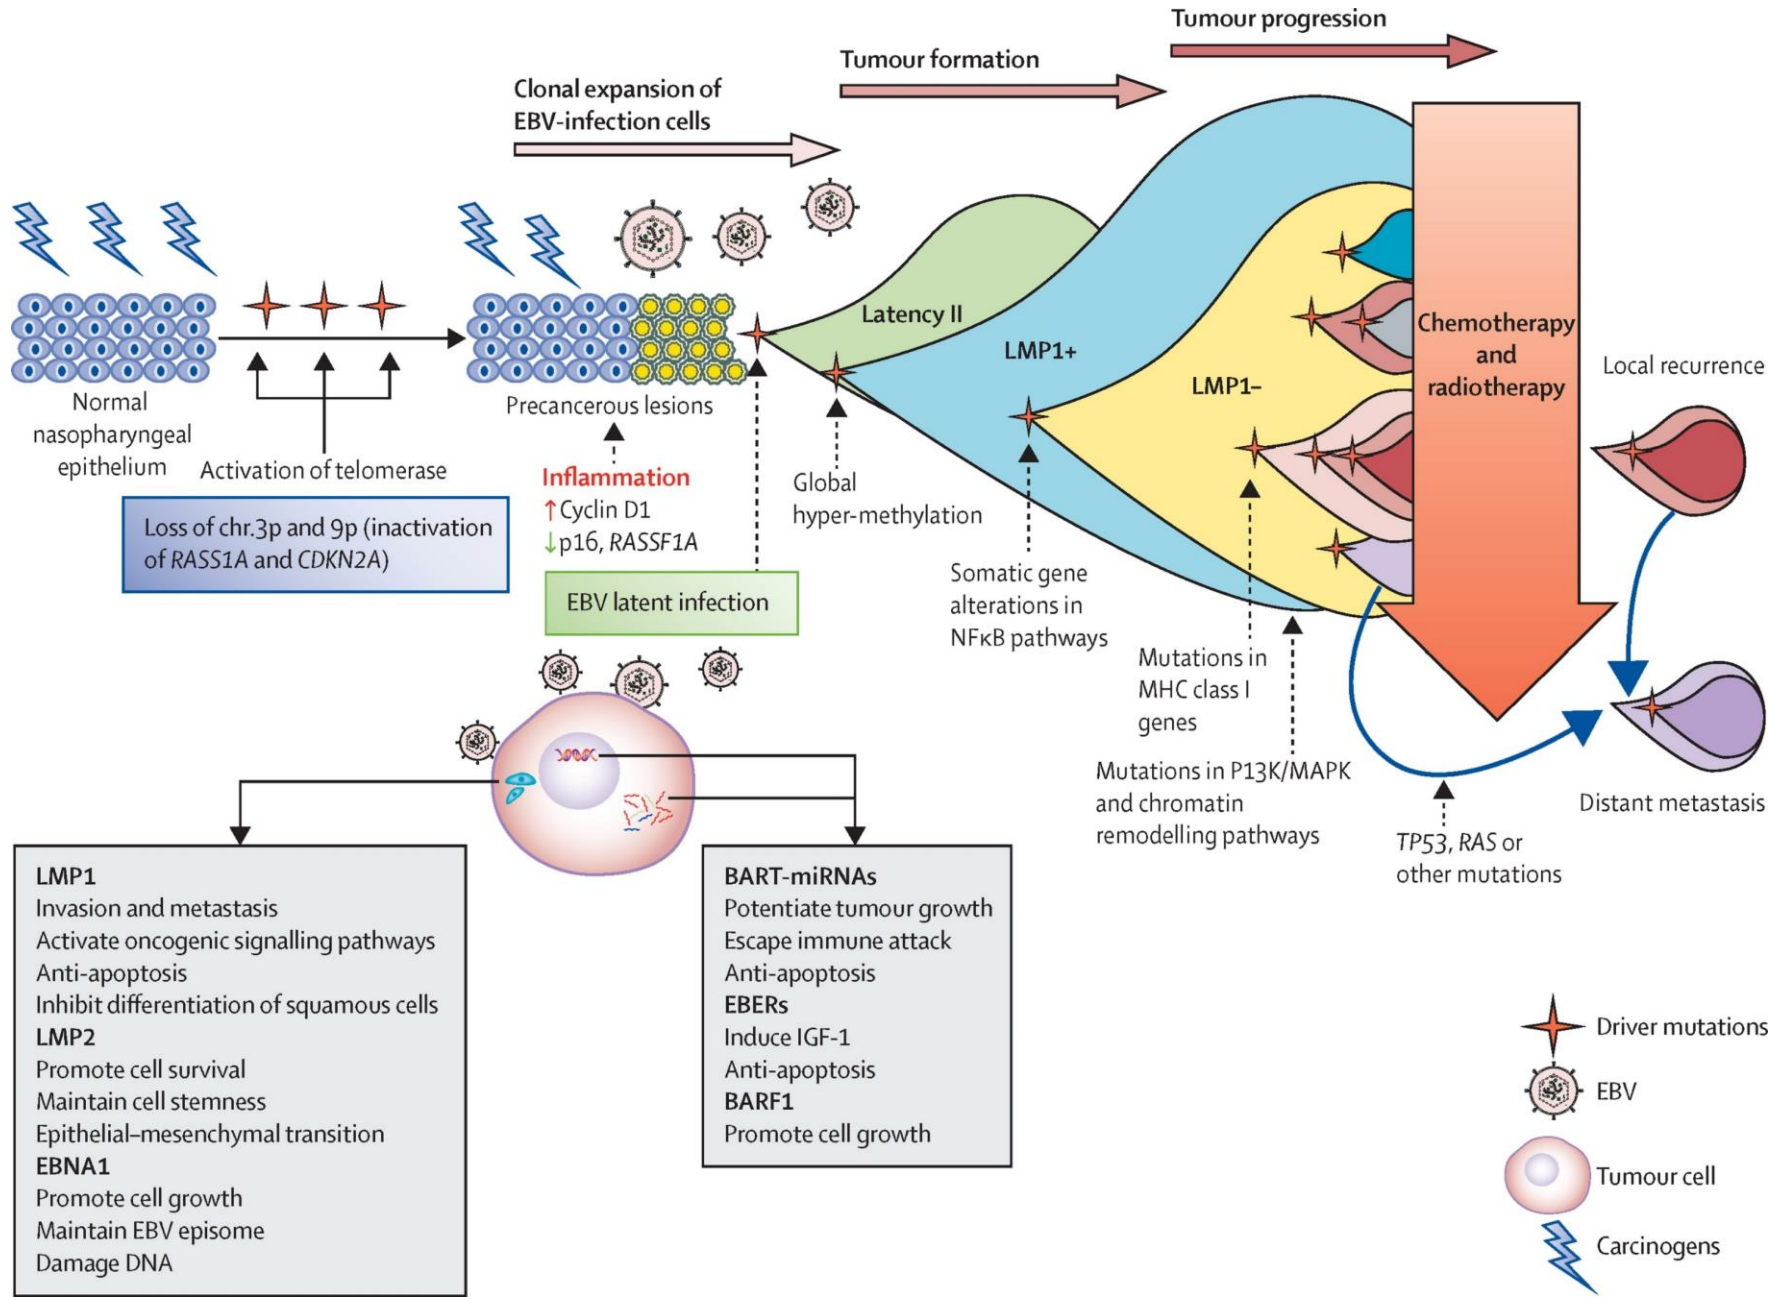 Tumour progression
Tumour formation
Clonal expansion of
EBV-infection cells
Latency II
LMP1+
LMP1–
Chemotherapy
and
radiotherapy
Local recurrence
Normal
nasopharyngeal
epithelium
Activation of telomerase
Loss of chr.3p and 9p (inactivation
of RASS1A and CDKN2A)
Precancerous lesions
Inflammation
↑Cyclin D1
↓p16, RASSF1A
EBV latent infection
Global
hyper-methylation
Somatic gene
alterations in
NFκB pathways
Mutations in
MHC class I
genes
Mutations in P13K/MAPK
and chromatin
remodelling pathways
TP53, RAS or
other mutations
Distant metastasis
LMP1
Invasion and metastasis
Activate oncogenic signalling pathways
Anti-apoptosis
Inhibit differentiation of squamous cells
LMP2
Promote cell survival
Maintain cell stemness
Epithelial–mesenchymal transition
EBNA1
Promote cell growth
Maintain EBV episome
Damage DNA
BART-miRNAs
Potentiate tumour growth
Escape immune attack
Anti-apoptosis
EBERs
Induce IGF-1
Anti-apoptosis
BARF1
Promote cell growth
Driver mutations
EBV
Tumour cell
Carcinogens